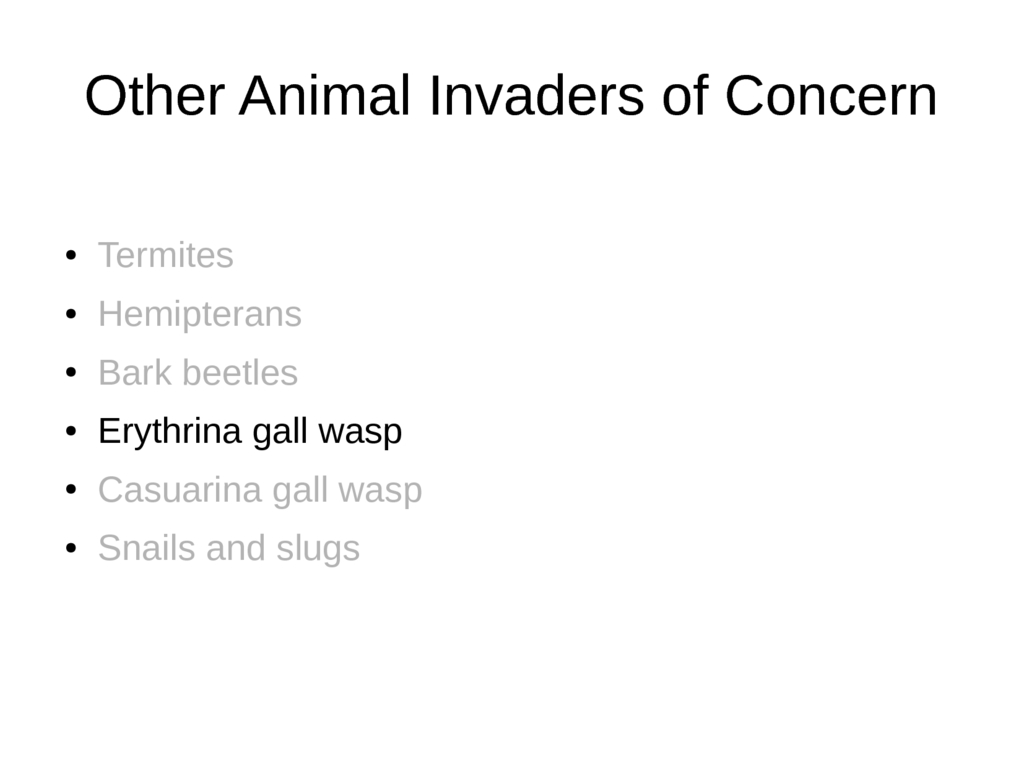 Other Animal Invaders of Concern
• Termites
• Hemipterans
• Bark beetles
• Erythrina gall wasp
• Casuarina gall wasp
• Snails and slugs